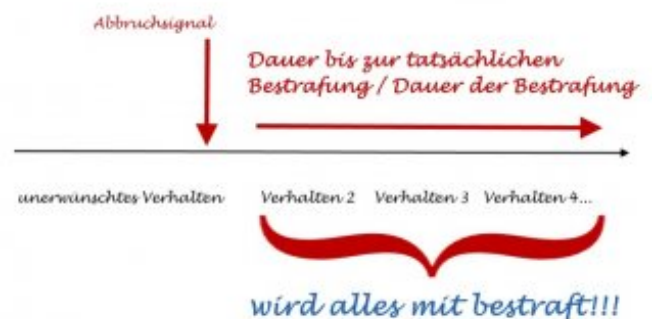 Abbruchsignal
Dauer bis zur tatsächlichen
Bestrafung / Dauer der Bestrafung
unerwünschtes Verhalten Verhalten 2 Verhalten 3 Verhalten 4...
wird alles mit bestraft!!!